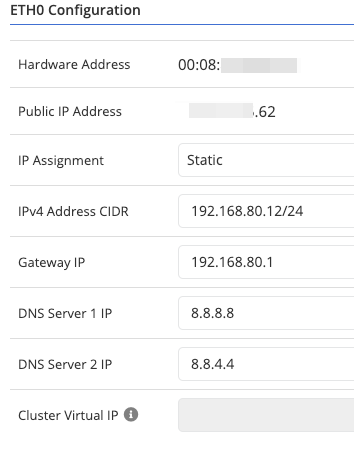 ETH0 Configuration
Hardware Address 00:08:
Public IP Address .62
IP Assignment Static
IPv4 Address CIDR 192.168.80.12/24
Gateway IP 192.168.80.1
DNS Server 1 IP 8.8.8.8
DNS Server 2 IP 8.8.4.4
Cluster Virtual IP